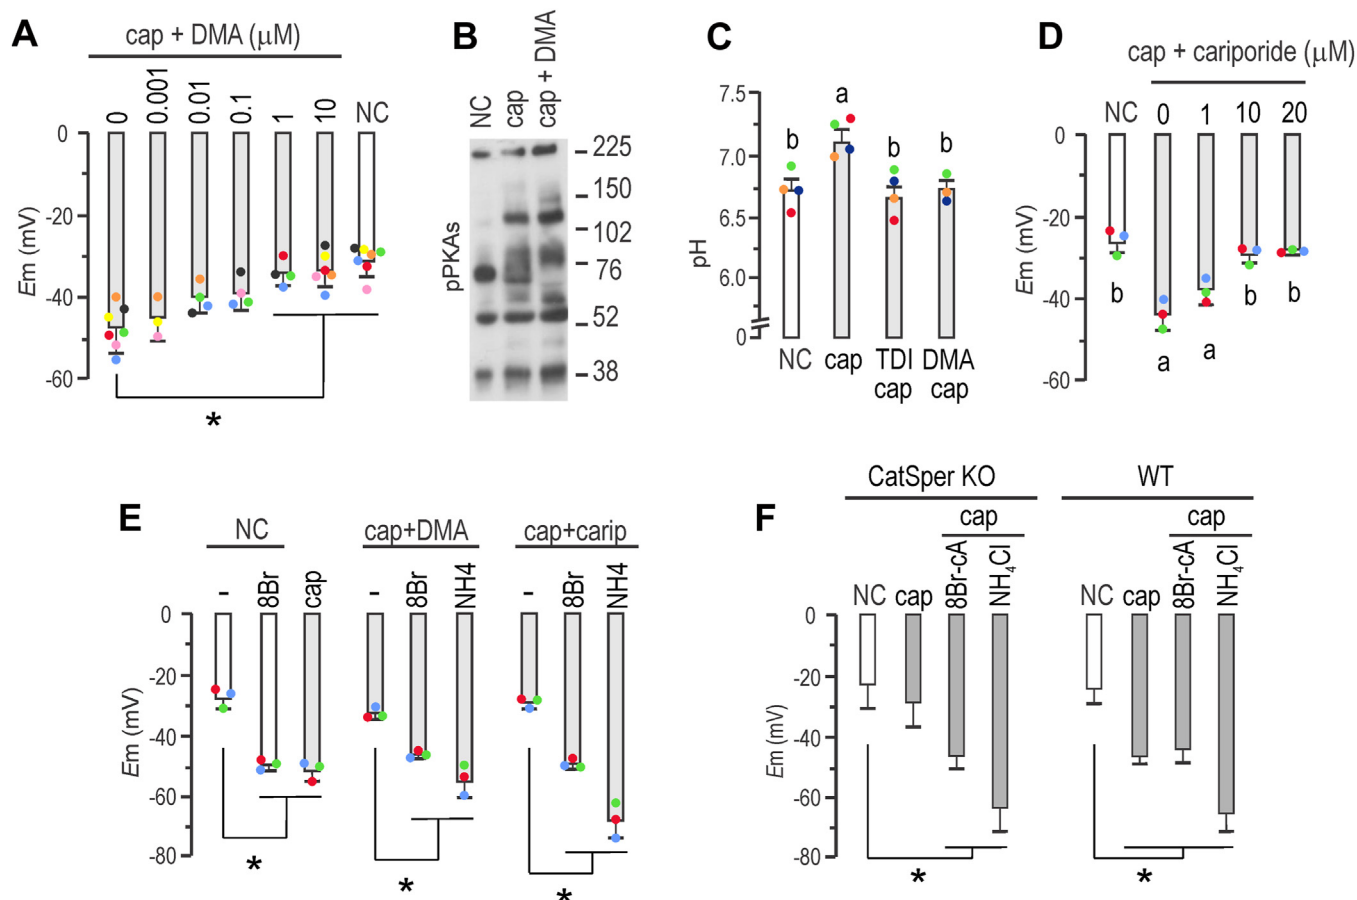 A
cap + DMA (µM)
0 0.001 0.01 0.1 1 10 NC
Em (mV)
0
-20
-40
-60
*
B
NC cap cap + DMA
pPKAs
225
150
102
76
52
38
C
pH
7.5
7.0
6.5
6.0
0
b a b b
NC cap TDI DMA
cap cap
D
cap + cariporide (µM)
NC 0 1 10 20
Em (mV)
0
-20
-40
-60
b a a b b
E
NC cap+DMA cap+carip
- 8Br cap - 8Br NH4 - 8Br NH4
Em (mV)
0
-20
-40
-60
-80
* * *
F
CatSper KO WT
cap cap
NC cap 8Br-cA NH₄Cl NC cap 8Br-cA NH₄Cl
Em (mV)
0
-20
-40
-60
-80
* *